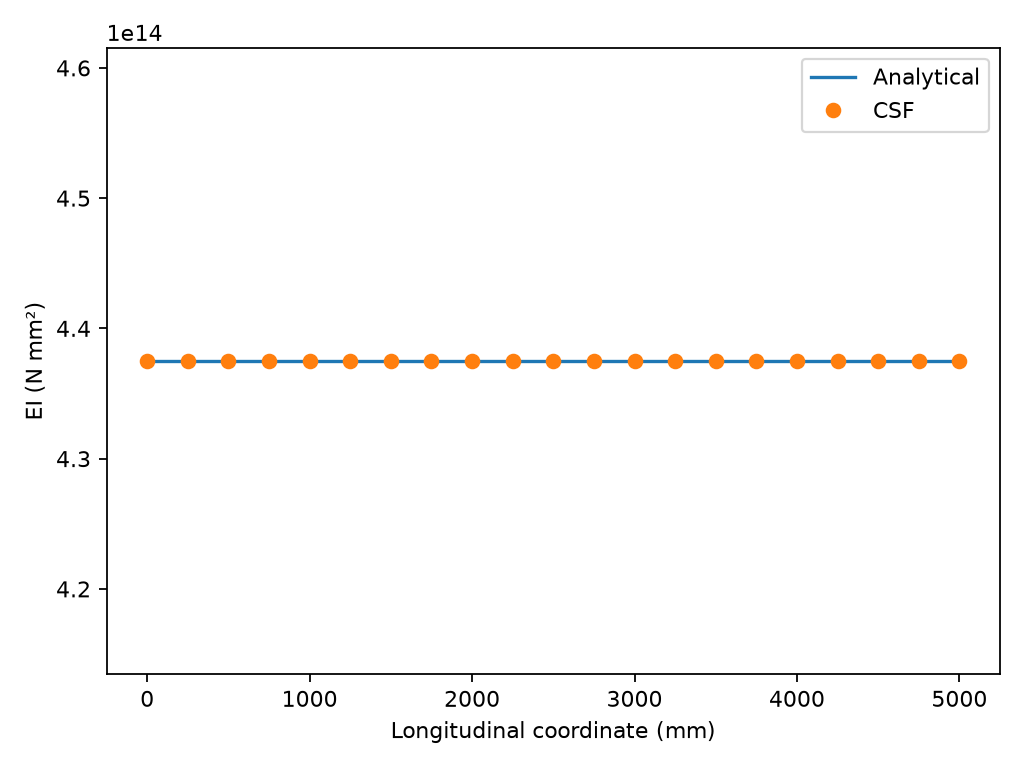 1e14
Analytical
CSF
4.6
4.5
4.4
4.3
4.2
EI (N mm²)
0 1000 2000 3000 4000 5000
Longitudinal coordinate (mm)